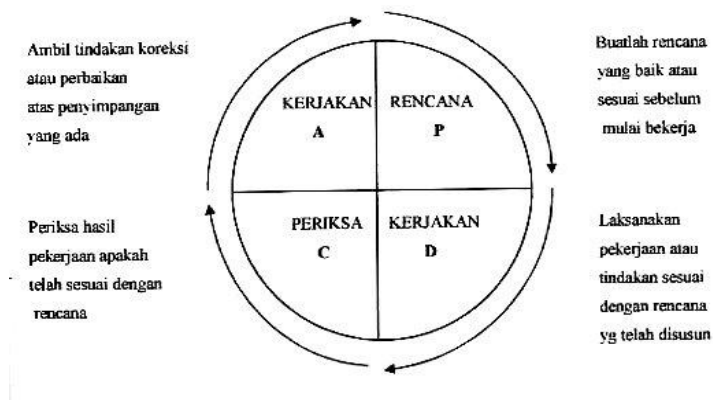 Ambil tindakan koreksi
atau perbaikan
atas penyimpangan
yang ada
KERJAKAN
A
RENCANA
P
Buatlah rencana
yang baik atau
sesuai sebelum
mulai bekerja
Periksa hasil
pekerjaan apakah
telah sesuai dengan
rencana
PERIKSA
C
KERJAKAN
D
Laksanakan
pekerjaan atau
tindakan sesuai
dengan rencana
yg telah disusun